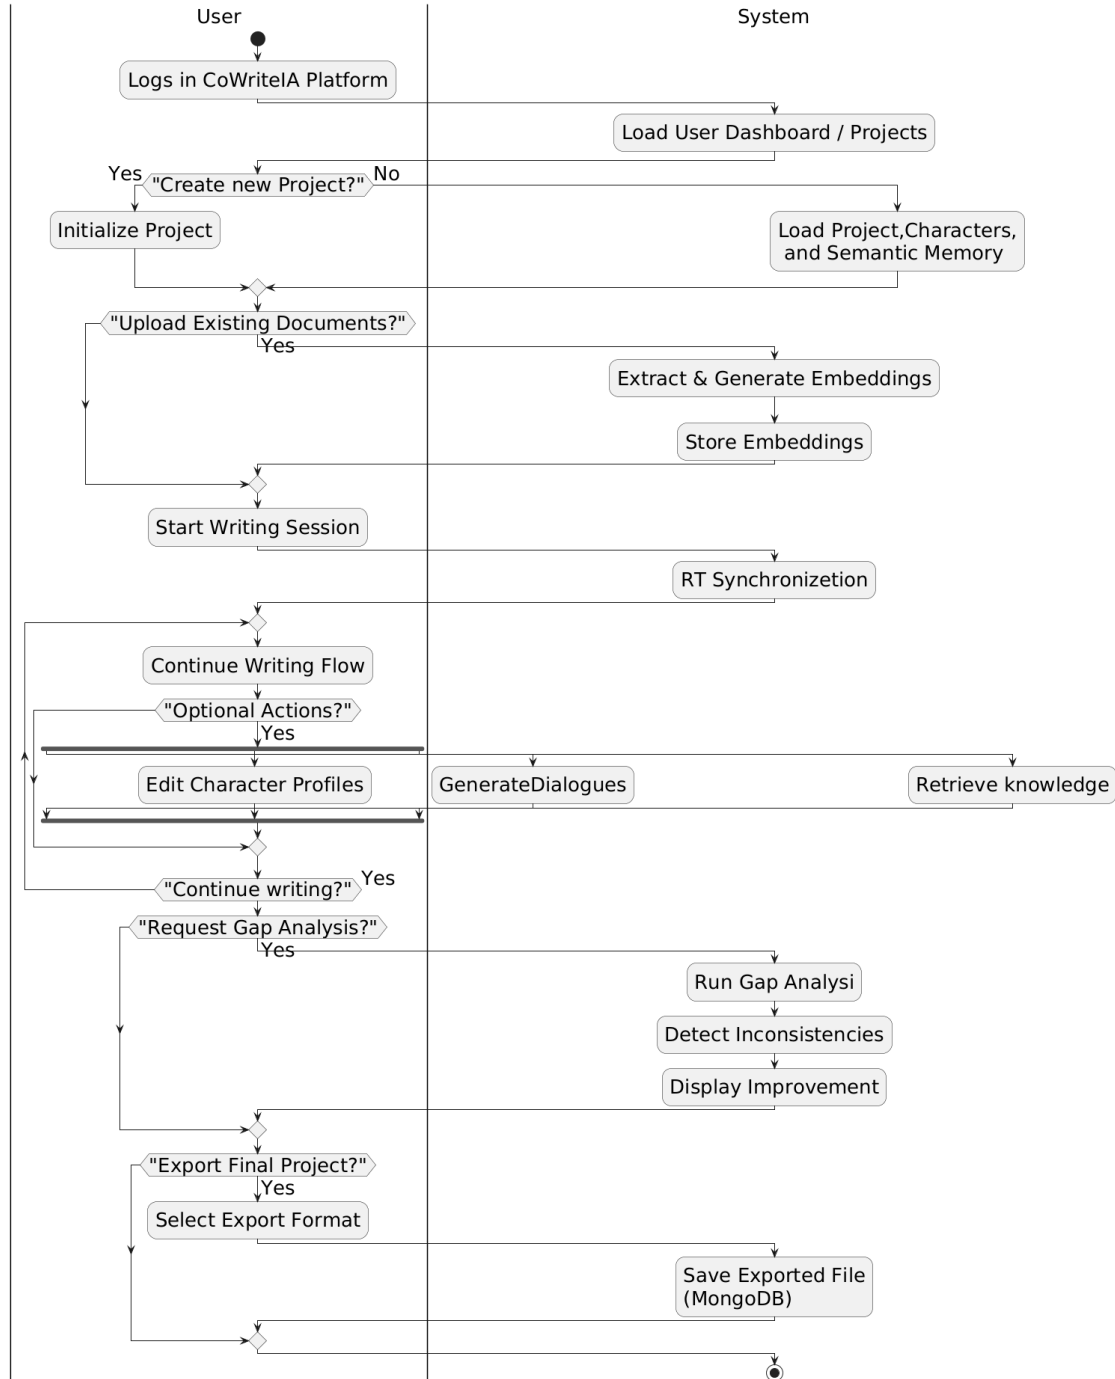 User
System
Logs in CoWriteIA Platform
Load User Dashboard / Projects
Yes
"Create new Project?"
No
Initialize Project
Load Project,Characters,
and Semantic Memory
"Upload Existing Documents?"
Yes
Extract & Generate Embeddings
Store Embeddings
Start Writing Session
RT Synchronizetion
Continue Writing Flow
"Optional Actions?"
Yes
Edit Character Profiles
GenerateDialogues
Retrieve knowledge
"Continue writing?"
Yes
"Request Gap Analysis?"
Yes
Run Gap Analysi
Detect Inconsistencies
Display Improvement
"Export Final Project?"
Yes
Select Export Format
Save Exported File
(MongoDB)